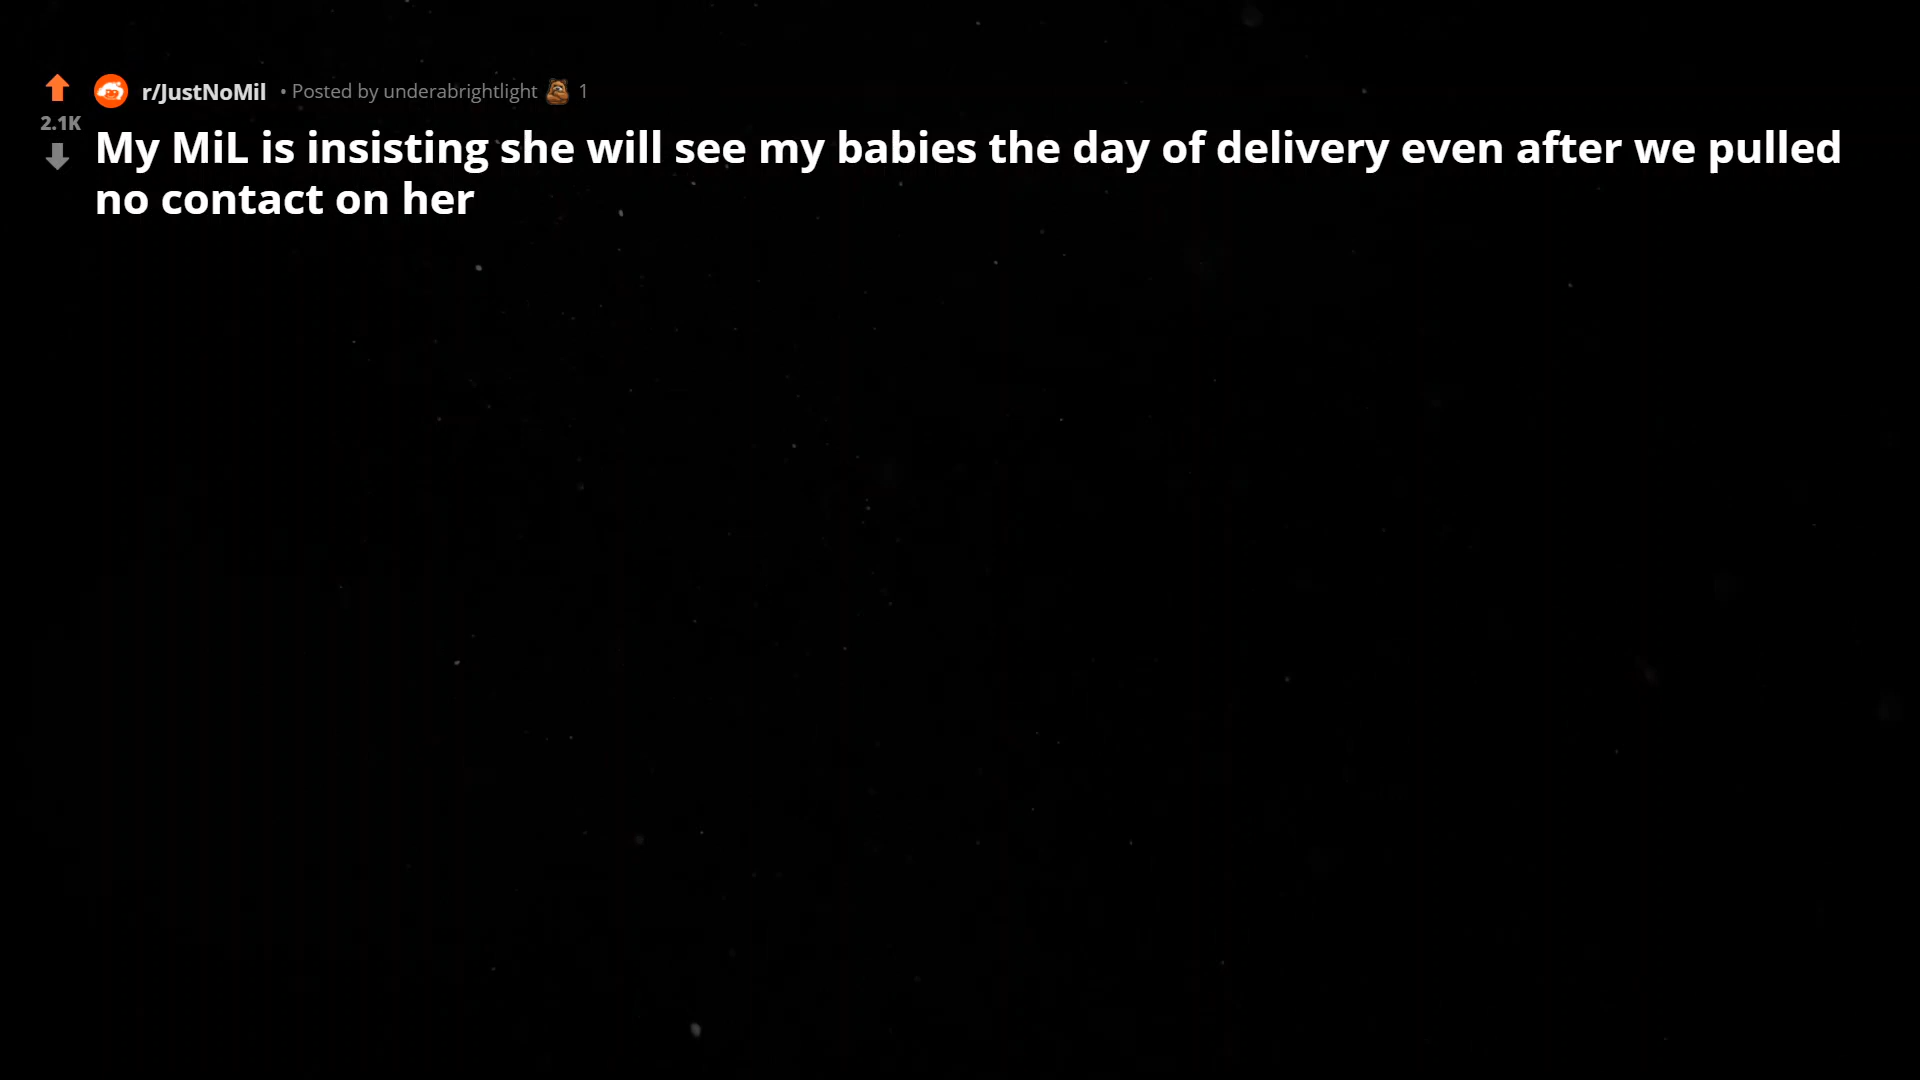 r/JustNoMil • Posted by underabrightlight 1
2.1K
My MiL is insisting she will see my babies the day of delivery even after we pulled
no contact on her